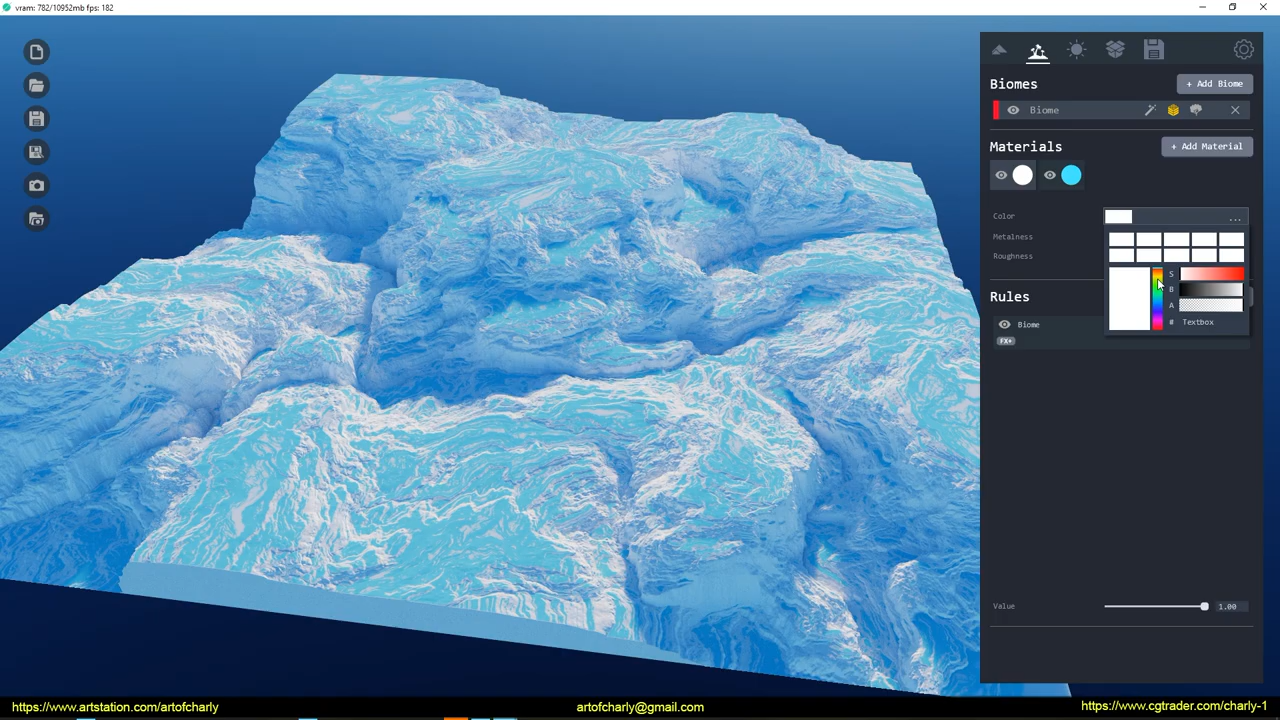 vram: 782/10952mb fps: 182
Biomes
+ Add Biome
Biome
Materials
+ Add Material
Color
...
Metalness
Roughness
S
B
A
# Textbox
Rules
Biome
FX+
Value
1.00
https://www.artstation.com/artofcharly
artofcharly@gmail.com
https://www.cgtrader.com/charly-1